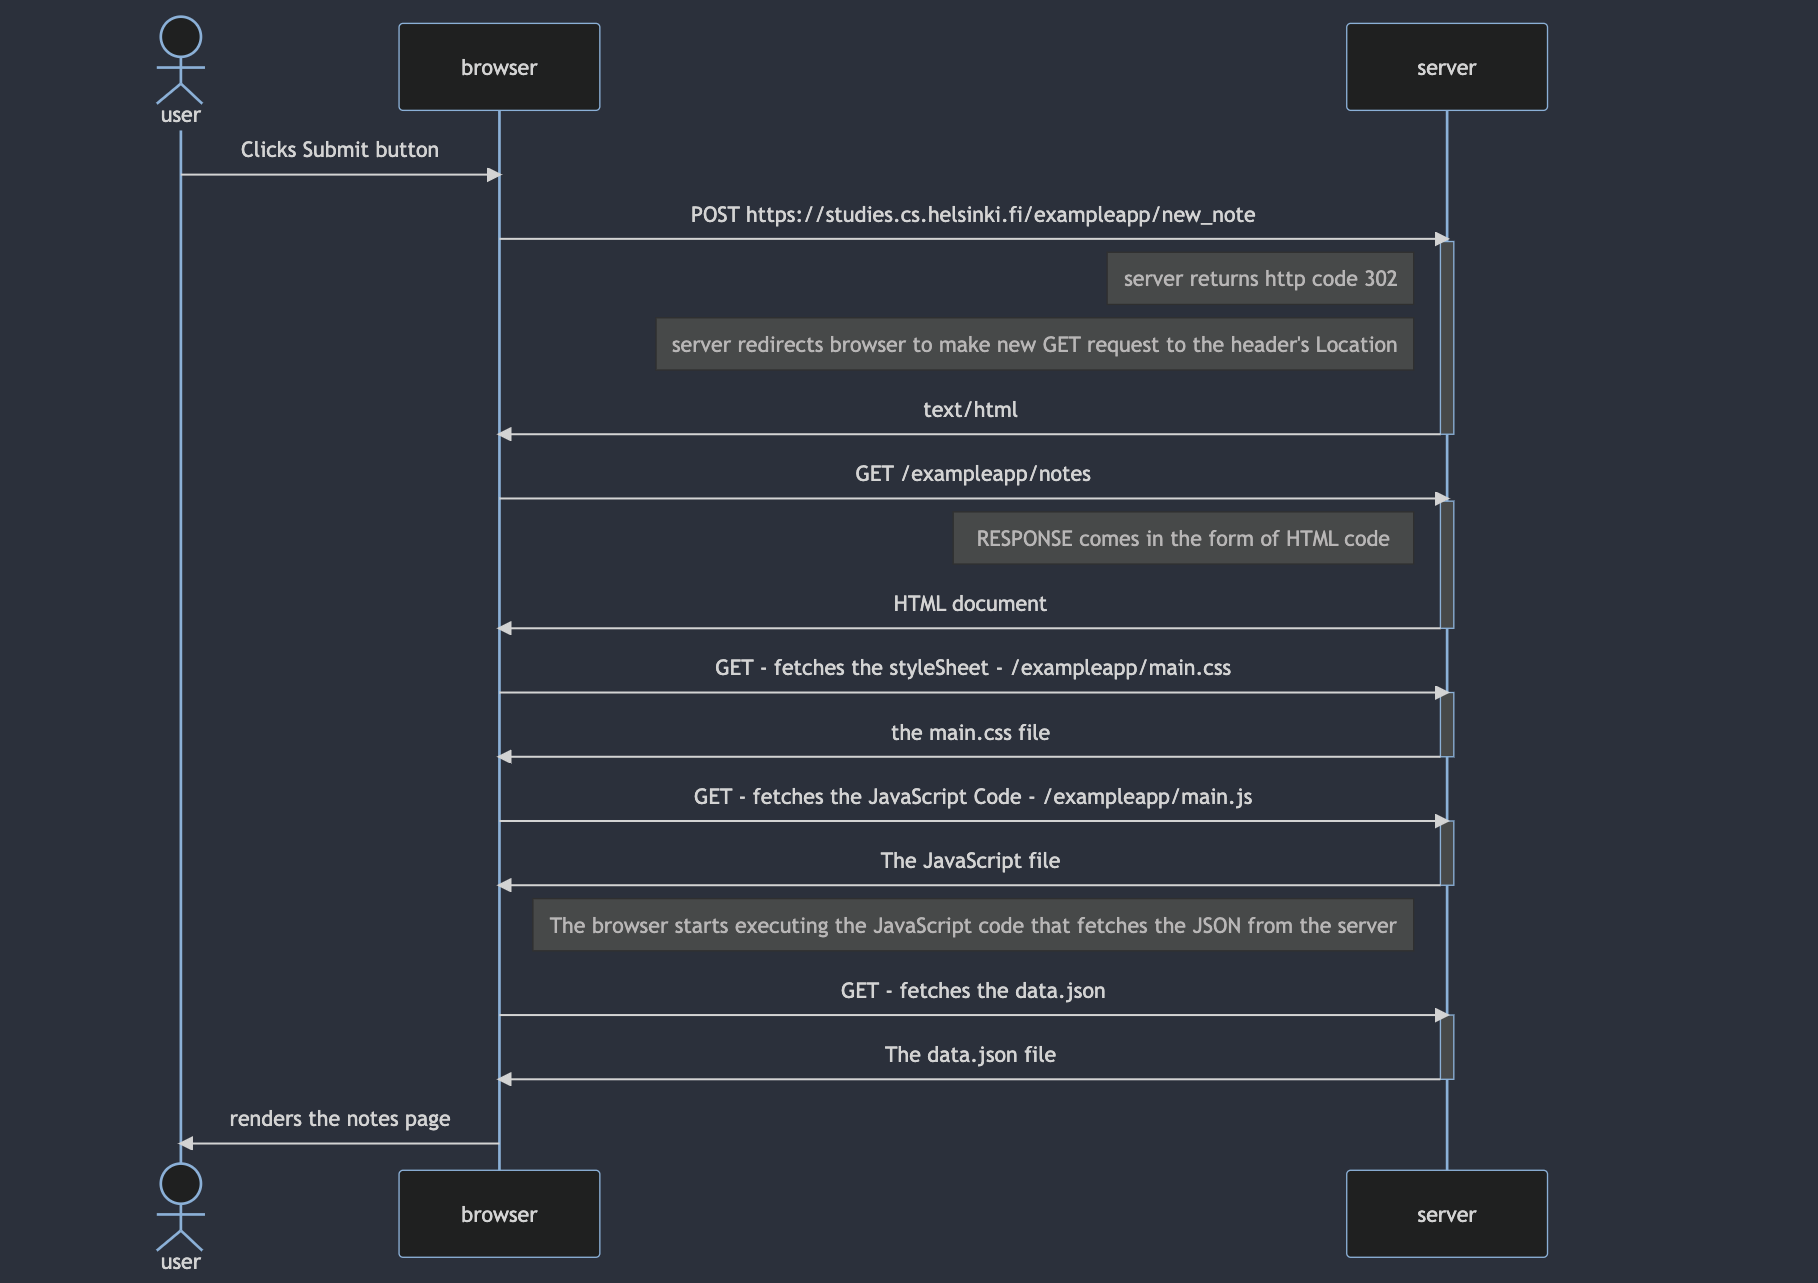 user
browser
server
Clicks Submit button
POST https://studies.cs.helsinki.fi/exampleapp/new_note
server returns http code 302
server redirects browser to make new GET request to the header's Location
text/html
GET /exampleapp/notes
RESPONSE comes in the form of HTML code
HTML document
GET - fetches the styleSheet - /exampleapp/main.css
the main.css file
GET - fetches the JavaScript Code - /exampleapp/main.js
The JavaScript file
The browser starts executing the JavaScript code that fetches the JSON from the server
GET - fetches the data.json
The data.json file
renders the notes page
user
browser
server